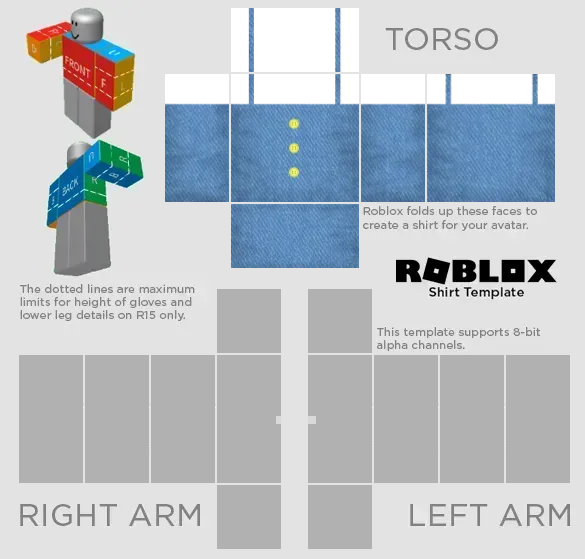 TORSO
FRONT
F
L
U
R
BACK
B
U
R
B
Roblox folds up these faces to
create a shirt for your avatar.
ROBLOX
Shirt Template
The dotted lines are maximum
limits for height of gloves and
lower leg details on R15 only.
This template supports 8-bit
alpha channels.
RIGHT ARM
LEFT ARM